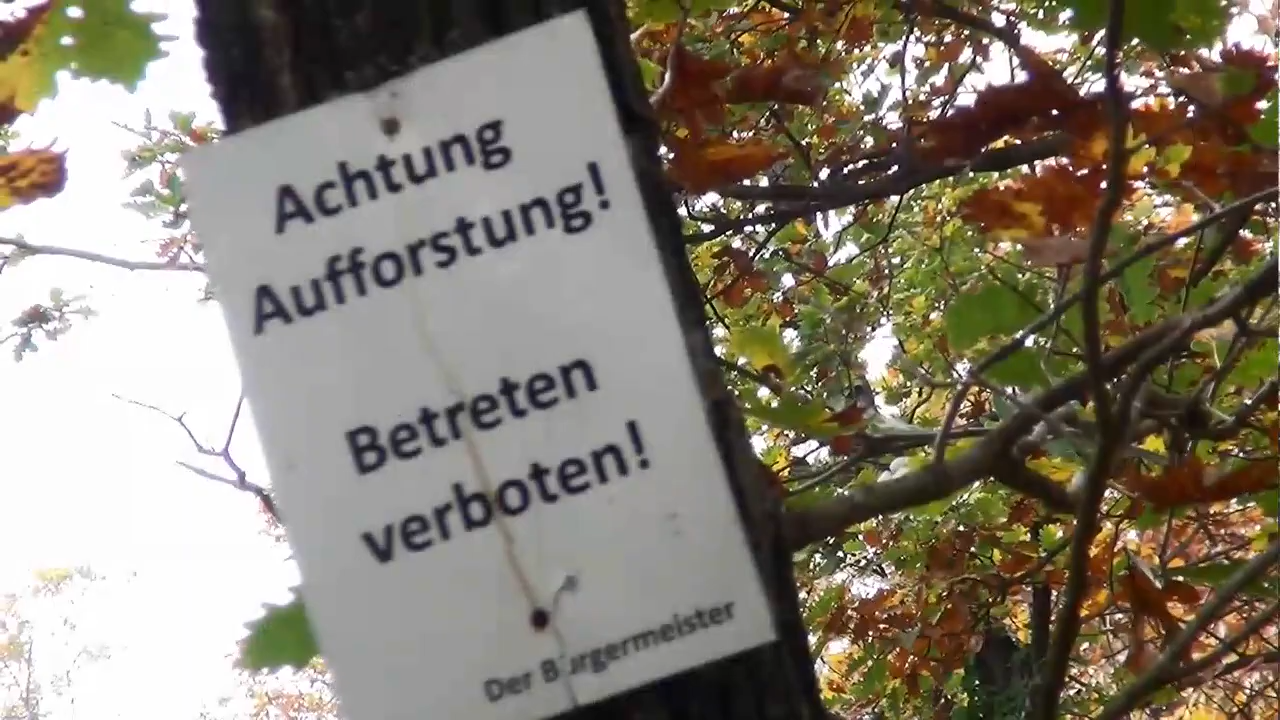 Achtung
Aufforstung!
Betreten
verboten!
Der Bürgermeister